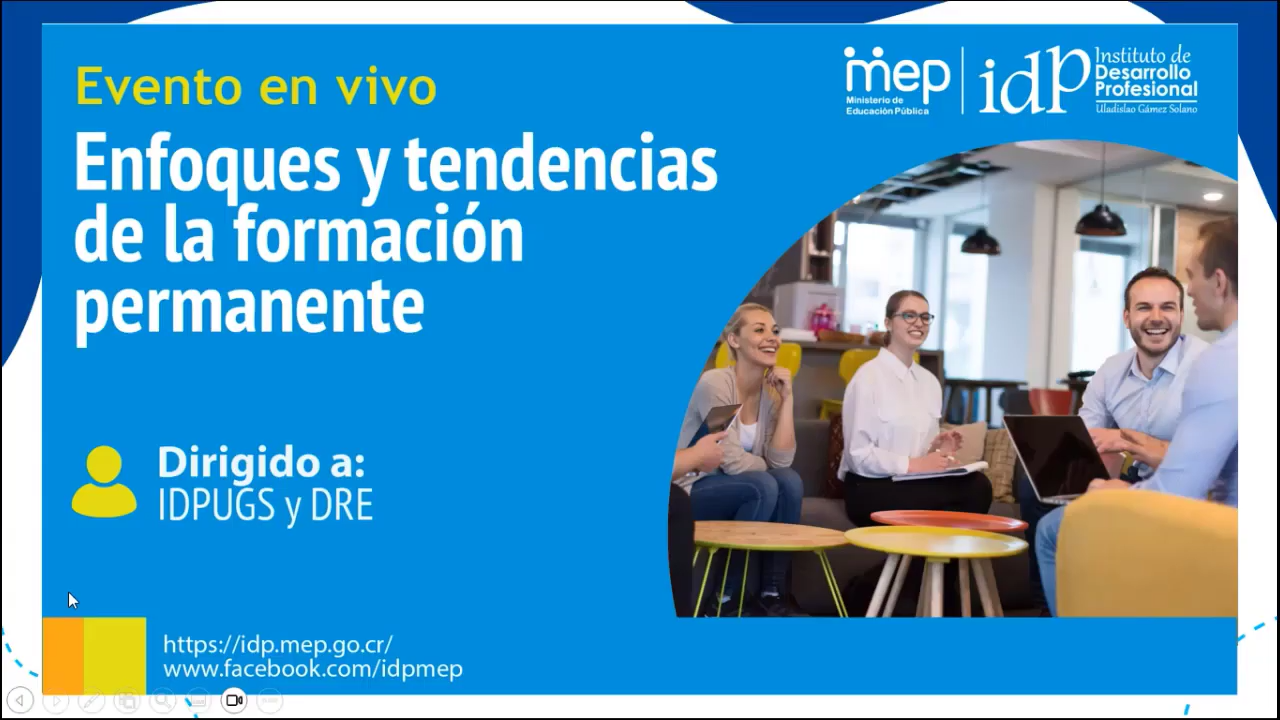 Evento en vivo
Enfoques y tendencias
de la formación
permanente
mep
Ministerio de
Educación Pública
idp
Instituto de
Desarrollo
Profesional
Uladislao Gámez Solano
Dirigido a:
IDPUGS y DRE
https://idp.mep.go.cr/
www.facebook.com/idpmep